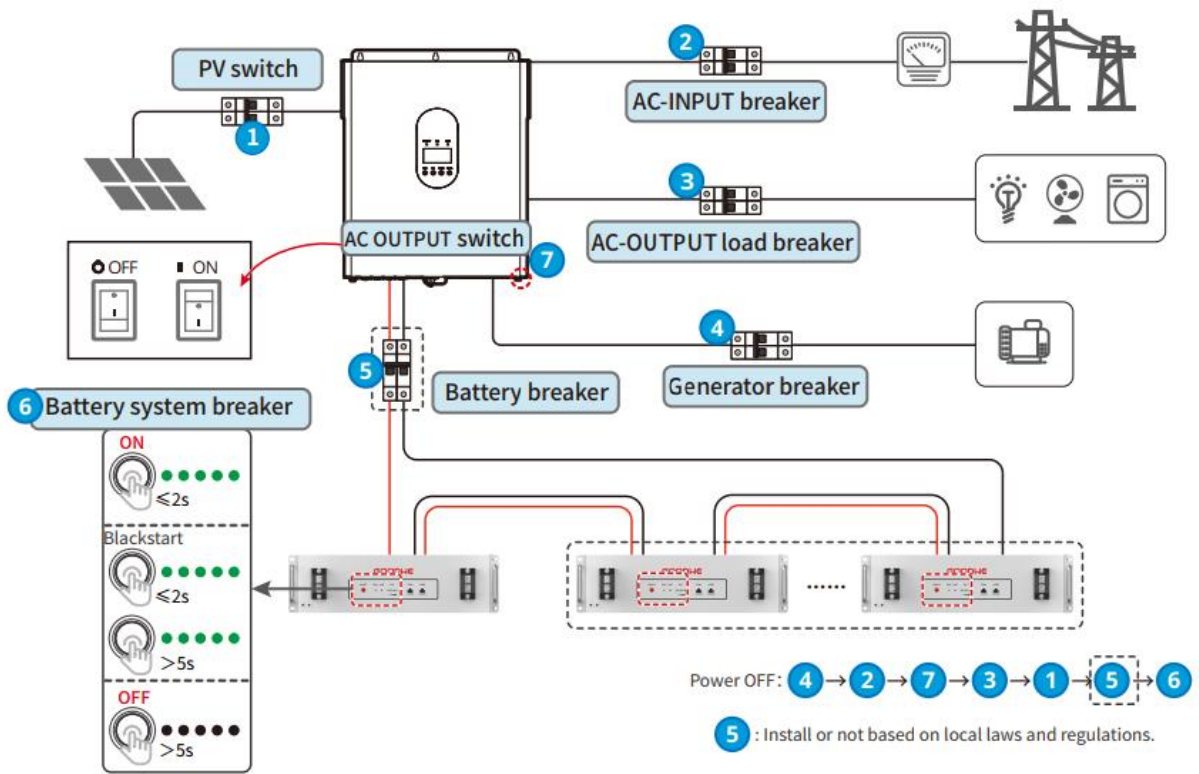 PV switch
1
2
AC-INPUT breaker
3
AC-OUTPUT load breaker
AC OUTPUT switch
7
OFF
ON
4
Generator breaker
5
Battery breaker
6 Battery system breaker
ON
≤2s
Blackstart
≤2s
>5s
OFF
>5s
......
Power OFF: 4 → 2 → 7 → 3 → 1 → 5 → 6
5 : Install or not based on local laws and regulations.